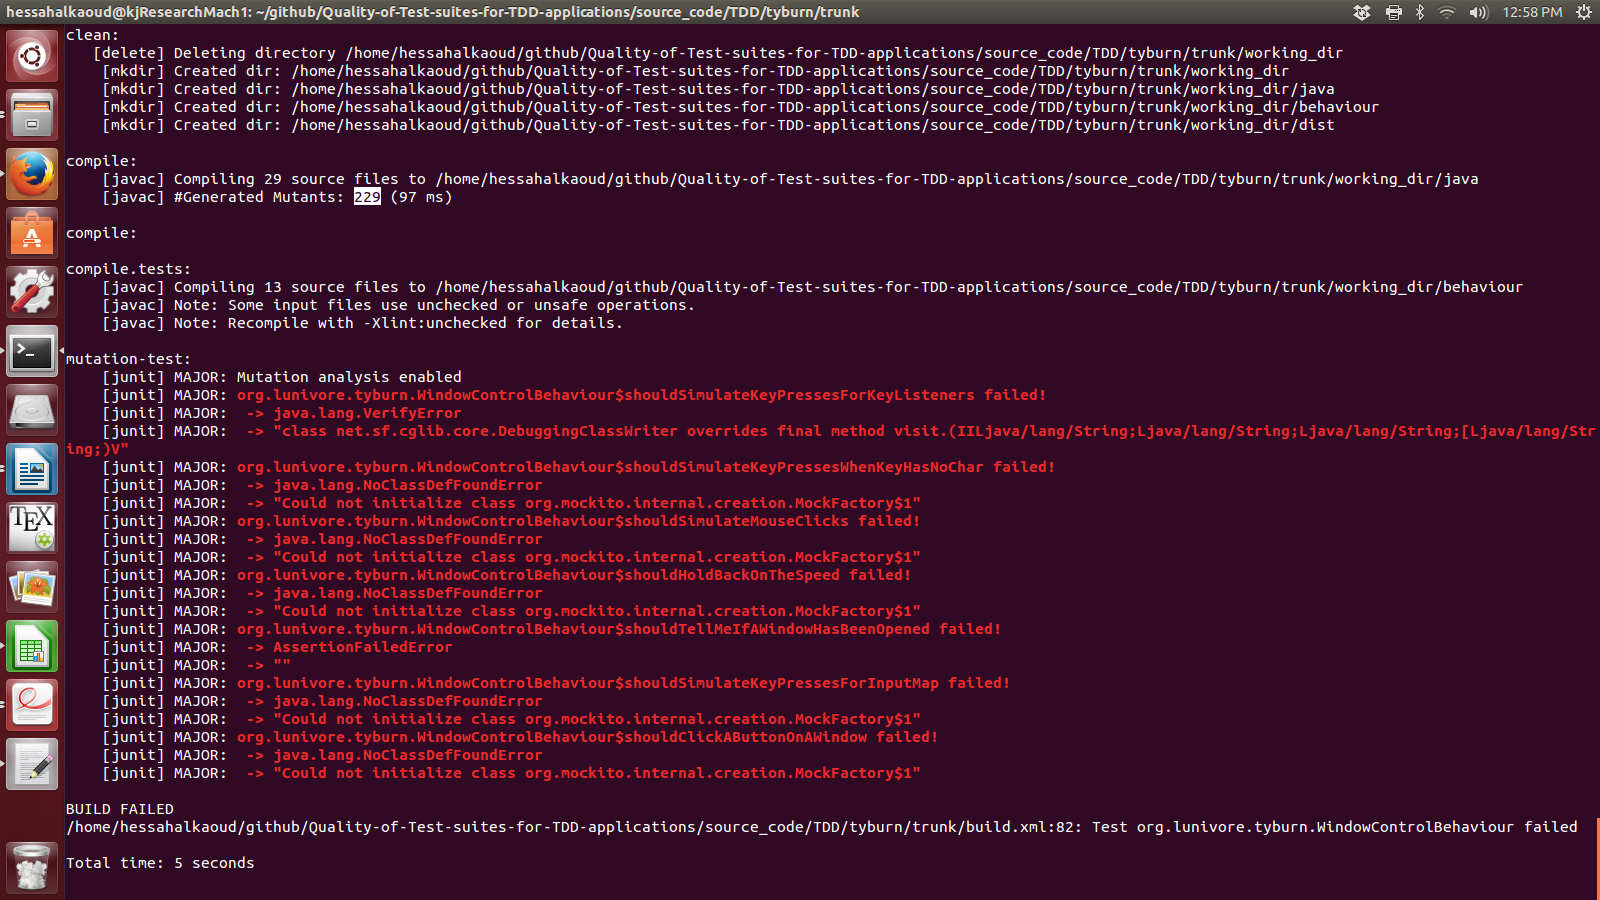 hessahalkaoud@kjResearchMach1: ~/github/Quality-of-Test-suites-for-TDD-applications/source_code/TDD/tyburn/trunk
12:58 PM
clean:
[delete] Deleting directory /home/hessahalkaoud/github/Quality-of-Test-suites-for-TDD-applications/source_code/TDD/tyburn/trunk/working_dir
[mkdir] Created dir: /home/hessahalkaoud/github/Quality-of-Test-suites-for-TDD-applications/source_code/TDD/tyburn/trunk/working_dir
[mkdir] Created dir: /home/hessahalkaoud/github/Quality-of-Test-suites-for-TDD-applications/source_code/TDD/tyburn/trunk/working_dir/java
[mkdir] Created dir: /home/hessahalkaoud/github/Quality-of-Test-suites-for-TDD-applications/source_code/TDD/tyburn/trunk/working_dir/behaviour
[mkdir] Created dir: /home/hessahalkaoud/github/Quality-of-Test-suites-for-TDD-applications/source_code/TDD/tyburn/trunk/working_dir/dist
compile:
[javac] Compiling 29 source files to /home/hessahalkaoud/github/Quality-of-Test-suites-for-TDD-applications/source_code/TDD/tyburn/trunk/working_dir/java
[javac] #Generated Mutants: 229 (97 ms)
compile:
compile.tests:
[javac] Compiling 13 source files to /home/hessahalkaoud/github/Quality-of-Test-suites-for-TDD-applications/source_code/TDD/tyburn/trunk/working_dir/behaviour
[javac] Note: Some input files use unchecked or unsafe operations.
[javac] Note: Recompile with -Xlint:unchecked for details.
mutation-test:
[junit] MAJOR: Mutation analysis enabled
[junit] MAJOR: org.lunivore.tyburn.WindowControlBehaviour$shouldSimulateKeyPressesForKeyListeners failed!
[junit] MAJOR:  -> java.lang.VerifyError
[junit] MAJOR:  -> "class net.sf.cglib.core.DebuggingClassWriter overrides final method visit.(IILjava/lang/String;Ljava/lang/String;Ljava/lang/String;[Ljava/lang/Str
ing;)V"
[junit] MAJOR: org.lunivore.tyburn.WindowControlBehaviour$shouldSimulateKeyPressesWhenKeyHasNoChar failed!
[junit] MAJOR:  -> java.lang.NoClassDefFoundError
[junit] MAJOR:  -> "Could not initialize class org.mockito.internal.creation.MockFactory$1"
[junit] MAJOR: org.lunivore.tyburn.WindowControlBehaviour$shouldSimulateMouseClicks failed!
[junit] MAJOR:  -> java.lang.NoClassDefFoundError
[junit] MAJOR:  -> "Could not initialize class org.mockito.internal.creation.MockFactory$1"
[junit] MAJOR: org.lunivore.tyburn.WindowControlBehaviour$shouldHoldBackOnTheSpeed failed!
[junit] MAJOR:  -> java.lang.NoClassDefFoundError
[junit] MAJOR:  -> "Could not initialize class org.mockito.internal.creation.MockFactory$1"
[junit] MAJOR: org.lunivore.tyburn.WindowControlBehaviour$shouldTellMeIfAWindowHasBeenOpened failed!
[junit] MAJOR:  -> AssertionFailedError
[junit] MAJOR:  -> ""
[junit] MAJOR: org.lunivore.tyburn.WindowControlBehaviour$shouldSimulateKeyPressesForInputMap failed!
[junit] MAJOR:  -> java.lang.NoClassDefFoundError
[junit] MAJOR:  -> "Could not initialize class org.mockito.internal.creation.MockFactory$1"
[junit] MAJOR: org.lunivore.tyburn.WindowControlBehaviour$shouldClickAButtonOnAWindow failed!
[junit] MAJOR:  -> java.lang.NoClassDefFoundError
[junit] MAJOR:  -> "Could not initialize class org.mockito.internal.creation.MockFactory$1"
BUILD FAILED
/home/hessahalkaoud/github/Quality-of-Test-suites-for-TDD-applications/source_code/TDD/tyburn/trunk/build.xml:82: Test org.lunivore.tyburn.WindowControlBehaviour failed
Total time: 5 seconds
TEX